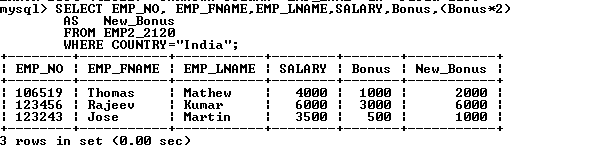 mysql> SELECT EMP_NO, EMP_FNAME,EMP_LNAME,SALARY,Bonus,(Bonus*2)
AS New_Bonus
FROM EMP2_2120
WHERE COUNTRY="India";
+--------+-----------+-----------+--------+-------+-----------+
| EMP_NO | EMP_FNAME | EMP_LNAME | SALARY | Bonus | New_Bonus |
+--------+-----------+-----------+--------+-------+-----------+
| 106519 | Thomas | Mathew | 4000 | 1000 | 2000 |
| 123456 | Rajeev | Kumar | 6000 | 3000 | 6000 |
| 123243 | Jose | Martin | 3500 | 500 | 1000 |
+--------+-----------+-----------+--------+-------+-----------+
3 rows in set (0.00 sec)